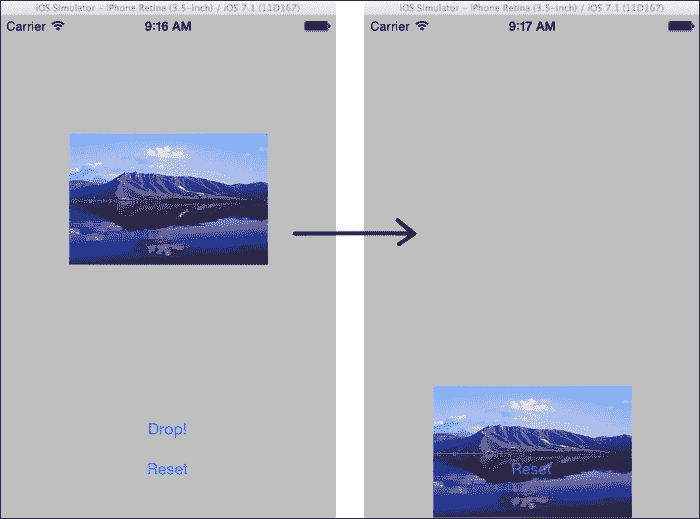 iOS Simulator – iPhone Retina (3.5-inch) / iOS 7.1 (11D167)
Carrier 9:16 AM
Drop!
Reset
iOS Simulator – iPhone Retina (3.5-inch) / iOS 7.1 (11D167)
Carrier 9:17 AM
Reset